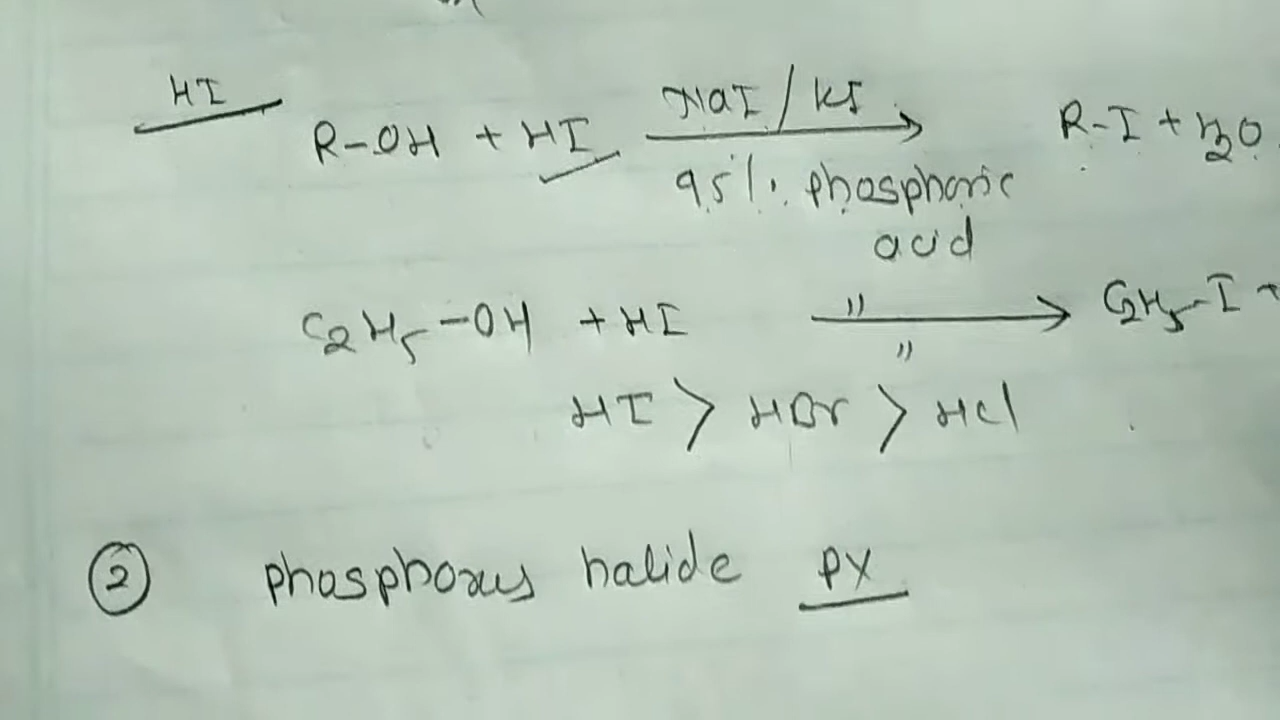 HI
R-OH + HI NaI / KI R-I + H2O
95% phosphoric
acid
C2H5-OH + HI " C2H5-I +
"
HI > HBr > HCl
2 phosphorus halide PX